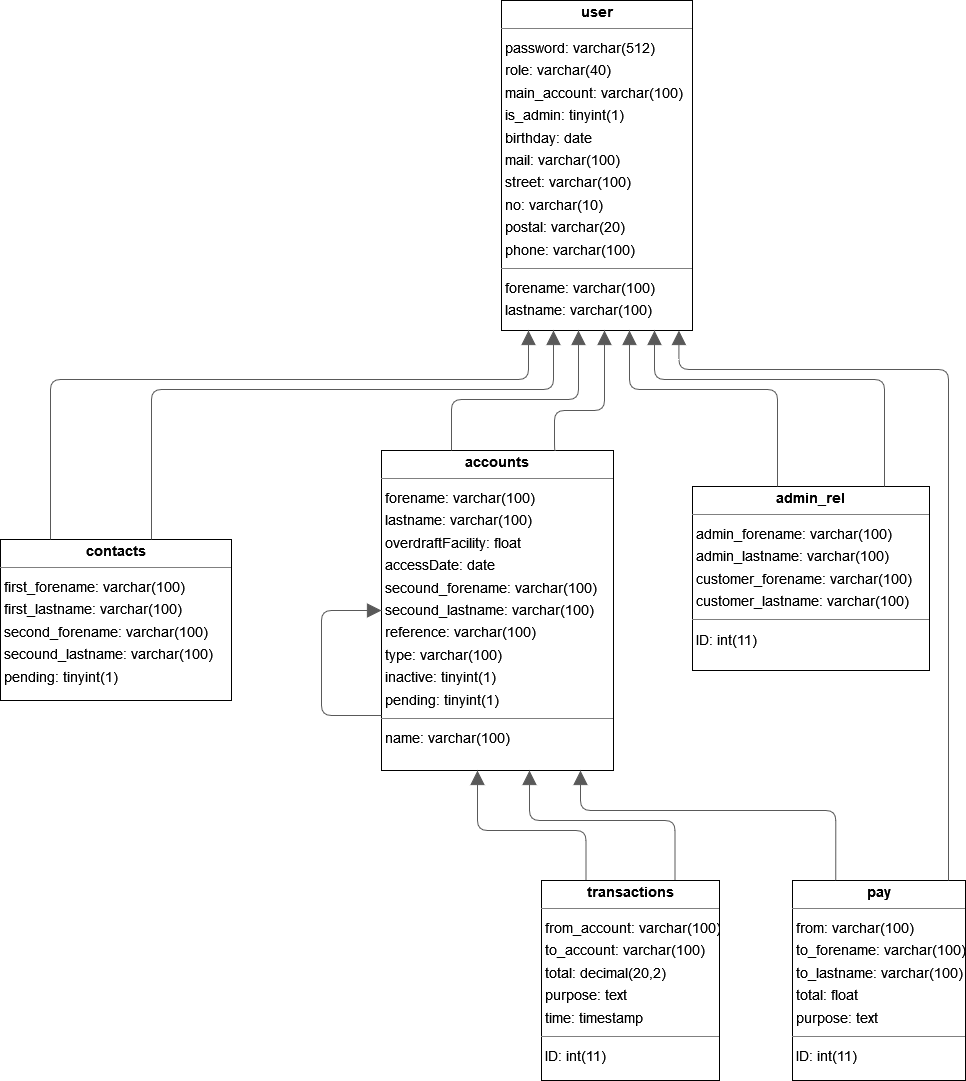 user
password: varchar(512)
role: varchar(40)
main_account: varchar(100)
is_admin: tinyint(1)
birthday: date
mail: varchar(100)
street: varchar(100)
no: varchar(10)
postal: varchar(20)
phone: varchar(100)
forename: varchar(100)
lastname: varchar(100)
accounts
forename: varchar(100)
lastname: varchar(100)
overdraftFacility: float
accessDate: date
secound_forename: varchar(100)
secound_lastname: varchar(100)
reference: varchar(100)
type: varchar(100)
inactive: tinyint(1)
pending: tinyint(1)
name: varchar(100)
admin_rel
admin_forename: varchar(100)
admin_lastname: varchar(100)
customer_forename: varchar(100)
customer_lastname: varchar(100)
ID: int(11)
contacts
first_forename: varchar(100)
first_lastname: varchar(100)
second_forename: varchar(100)
secound_lastname: varchar(100)
pending: tinyint(1)
transactions
from_account: varchar(100)
to_account: varchar(100)
total: decimal(20,2)
purpose: text
time: timestamp
ID: int(11)
pay
from: varchar(100)
to_forename: varchar(100)
to_lastname: varchar(100)
total: float
purpose: text
ID: int(11)